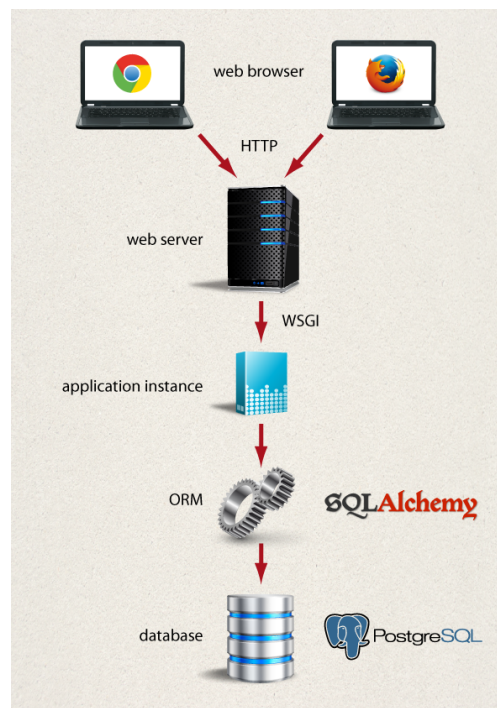 web browser
HTTP
web server
WSGI
application instance
ORM
SQLAlchemy
database
PostgreSQL